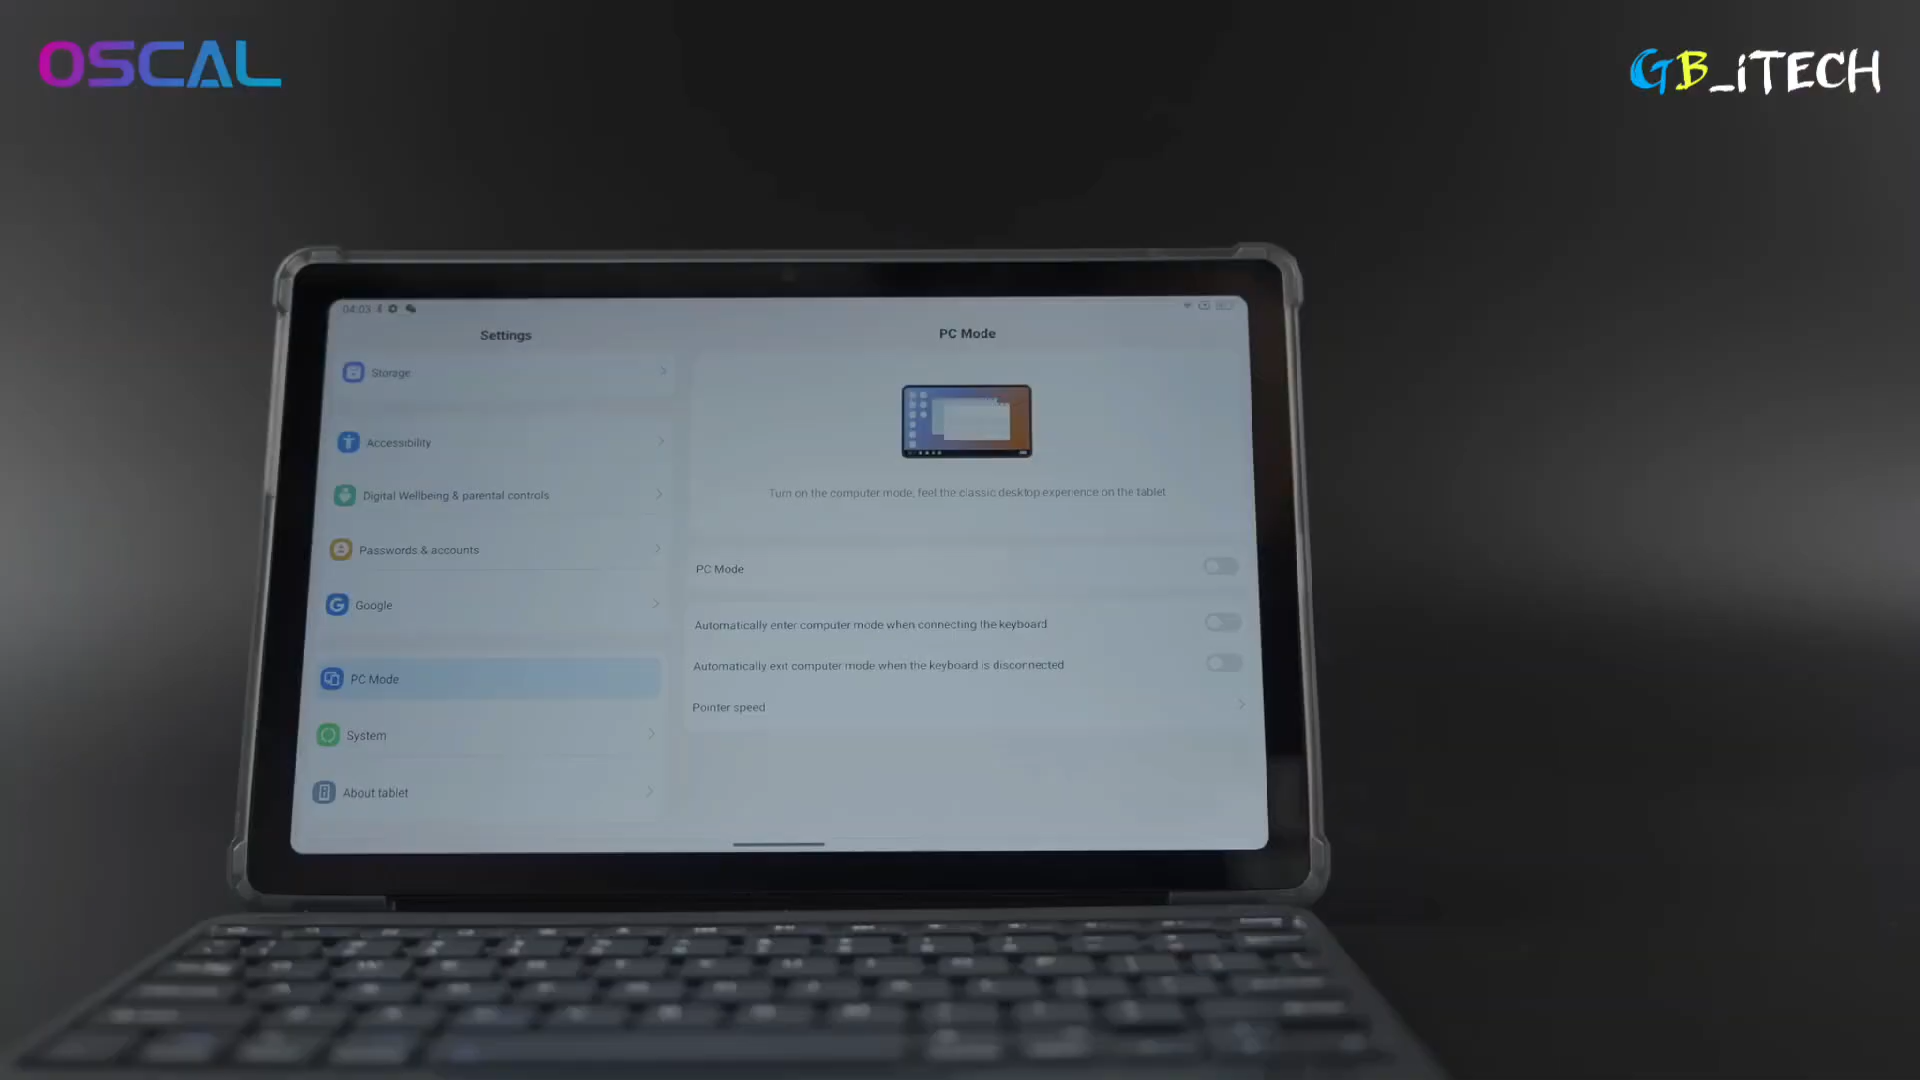 OSCAL
GB_iTECH
04:03
Settings
PC Mode
Storage
Accessibility
Digital Wellbeing & parental controls
Passwords & accounts
Google
PC Mode
System
About tablet
Turn on the computer mode, feel the classic desktop experience on the tablet
PC Mode
Automatically enter computer mode when connecting the keyboard
Automatically exit computer mode when the keyboard is disconnected
Pointer speed